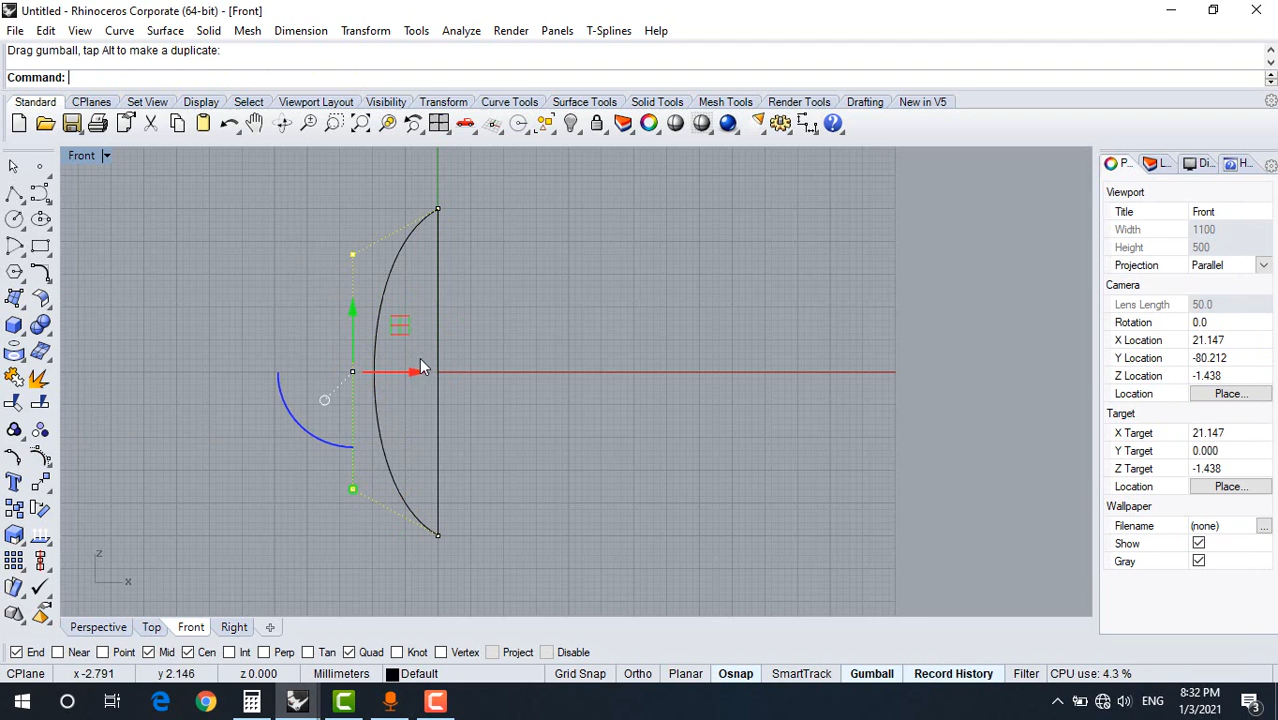 Untitled - Rhinoceros Corporate (64-bit) - [Front]
File Edit View Curve Surface Solid Mesh Dimension Transform Tools Analyze Render Panels T-Splines Help
Drag gumball, tap Alt to make a duplicate:
Command:
Standard CPlanes Set View Display Select Viewport Layout Visibility Transform Curve Tools Surface Tools Solid Tools Mesh Tools Render Tools Drafting New in V5
Front
P... L... Di... H...
Viewport
Title Front
Width 1100
Height 500
Projection Parallel
Camera
Lens Length 50.0
Rotation 0.0
X Location 21.147
Y Location -80.212
Z Location -1.438
Location Place...
Target
X Target 21.147
Y Target 0.000
Z Target -1.438
Location Place...
Wallpaper
Filename (none) ...
Show
Gray
z
x
Perspective Top Front Right
End Near Point Mid Cen Int Perp Tan Quad Knot Vertex Project Disable
CPlane x -2.791 y 2.146 z 0.000 Millimeters Default Grid Snap Ortho Planar Osnap SmartTrack Gumball Record History Filter CPU use: 4.3 %
ENG
8:32 PM
1/3/2021
3